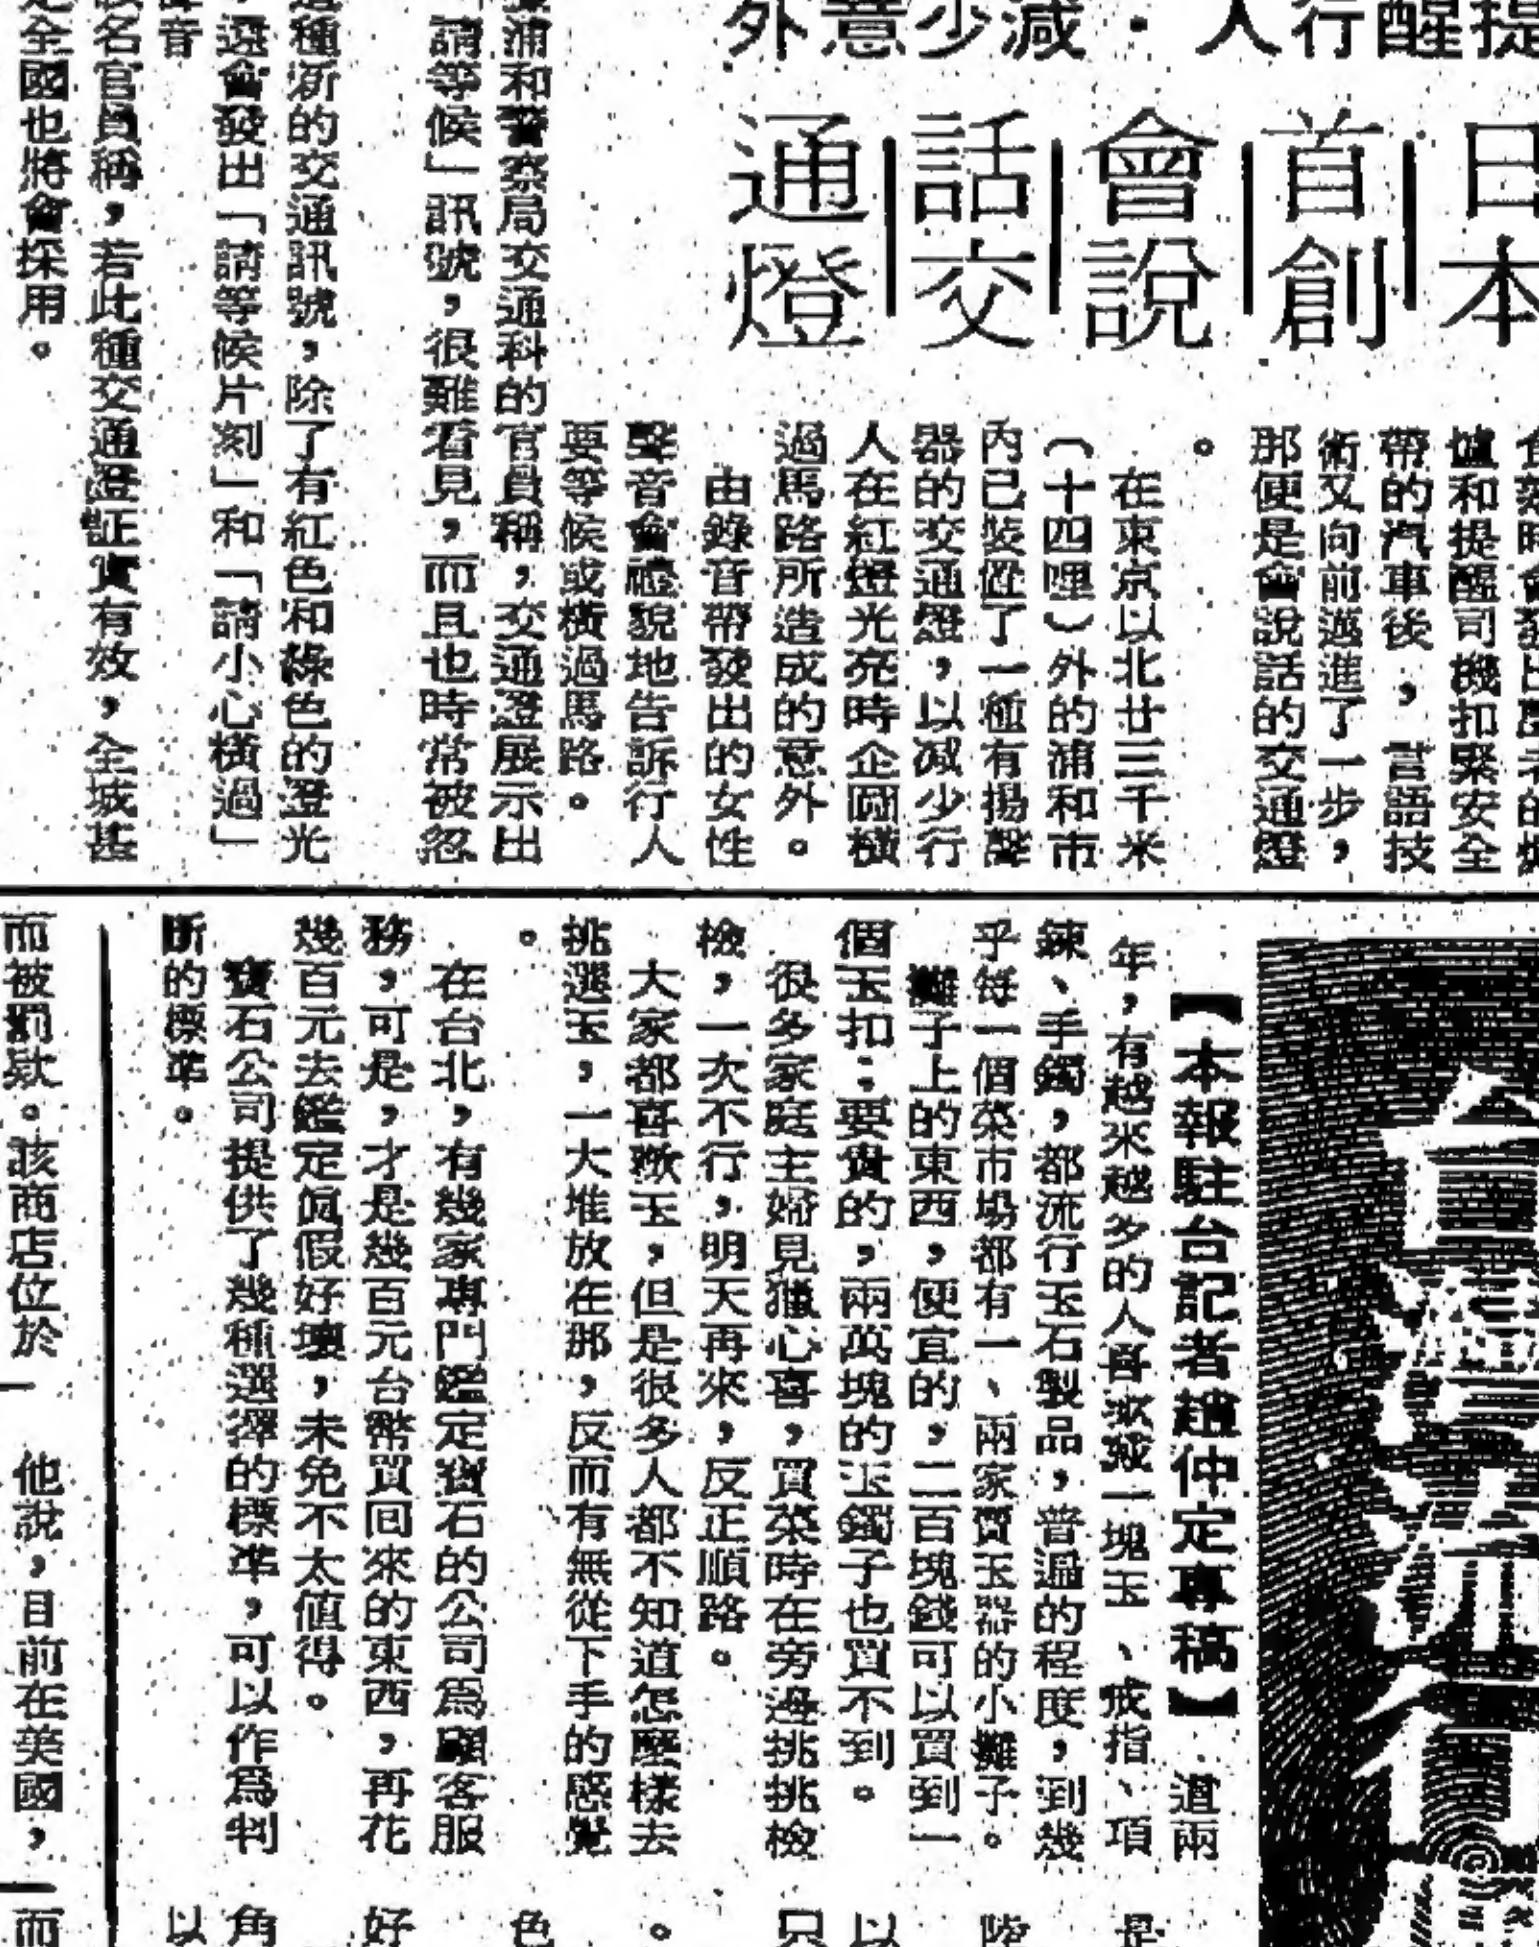 提醒行人·減少意外
日本
首創
會說
話交
通燈
爐和提醒司機扣緊安全
帶的汽車後，言語技
術又向前邁進了一步，
那便是會說話的交通燈
。
在東京以北廿三千米
（十四哩）外的浦和市
內已裝置了一種有揚聲
器的交通燈，以減少行
人在紅燈光亮時企圖橫
過馬路所造成的意外。
由錄音帶發出的女性
聲音會禮貌地告訴行人
要等候或橫過馬路。
浦和警察局交通科的官員稱，交通燈展示出
請等候」訊號，很難看見，而且也時常被忽
種新的交通訊號，除了有紅色和綠色的燈光
，還會發出「請等候片刻」和「請小心橫過」
聲音
名官員稱，若此種交通燈証實有效，全城甚
至全國也將會採用。
【本報駐台記者趙仲定專稿】這兩
年，有越來越多的人喜歡戴一塊玉、戒指、項
鍊、手鐲，都流行玉石製品，普遍的程度，到幾
乎每一個菜市場都有一、兩家賣玉器的小攤子。
攤子上的東西，便宜的，二百塊錢可以買到一
個玉扣；要貴的，兩萬塊的玉鐲子也買不到。
很多家庭主婦見獵心喜，買菜時在旁邊挑挑檢
檢，一次不行，明天再來，反正順路。
大家都喜歡玉，但是很多人都不知道怎麼樣去
挑選玉，一大堆放在那，反而有無從下手的感覺
。
在台北，有幾家專門鑑定寶石的公司為顧客服
務，可是，才是幾百元台幣買回來的東西，再花
幾百元去鑑定真假好壞，未免不太值得。
寶石公司提供了幾種選擇的標準，可以作為判
斷的標準。
而被罰款。該商店位於
他說，目前在美國，
是
陸
以
只
。
色
好
角
以
而